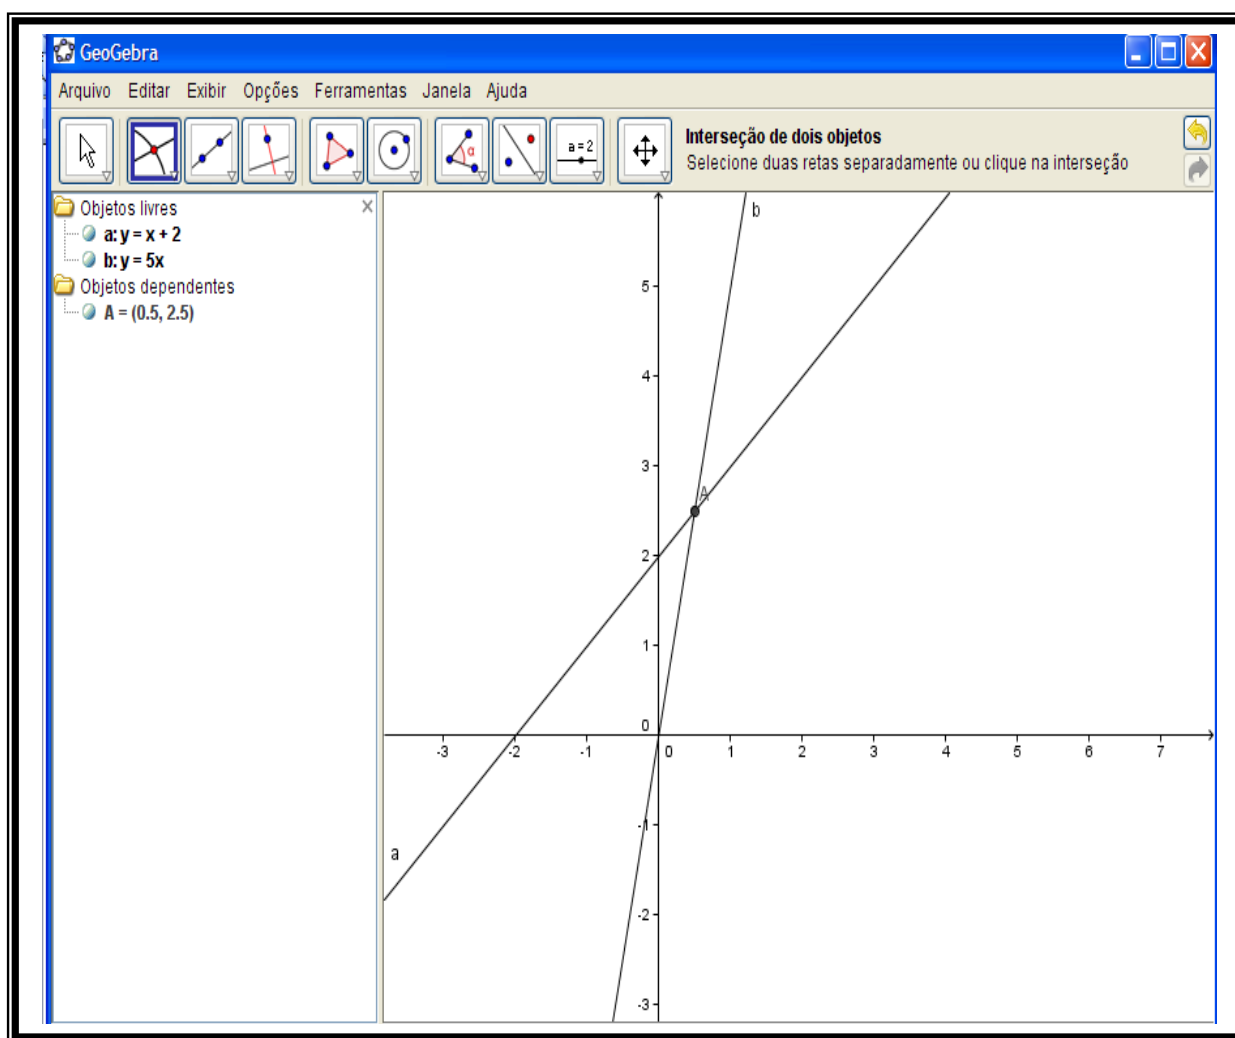 GeoGebra
Arquivo Editar Exibir Opções Ferramentas Janela Ajuda
α
a = 2
Interseção de dois objetos
Selecione duas retas separadamente ou clique na interseção
Objetos livres
a: y = x + 2
b: y = 5x
Objetos dependentes
A = (0.5, 2.5)
b
5
4
3
A
2
1
0
-3 -2 -1 0 1 2 3 4 5 6 7
-1
a
-2
-3